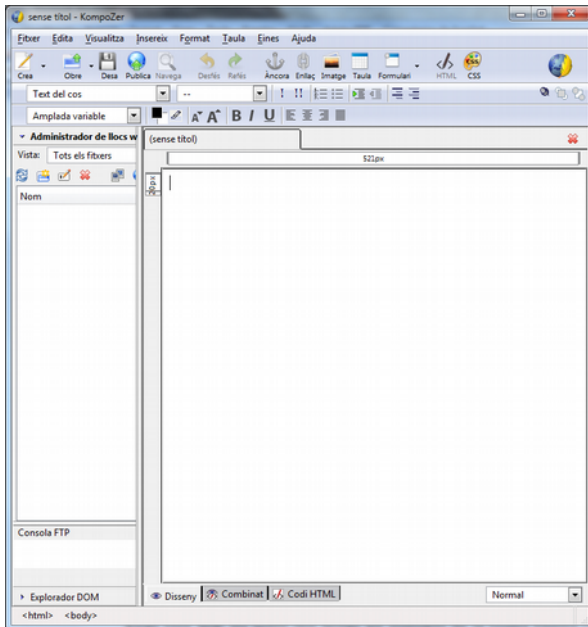 sense títol - KompoZer
Fitxer Edita Visualitza Insereix Format Taula Eines Ajuda
Crea Obre Desa Publica Navega Desfés Refés Àncora Enllaç Imatge Taula Formulari HTML CSS
Text del cos --
Amplada variable A A B I U
Administrador de llocs w (sense títol)
Vista: Tots els fitxers 521px
20px
Nom
Consola FTP
Explorador DOM Disseny Combinat Codi HTML Normal
<html> <body>